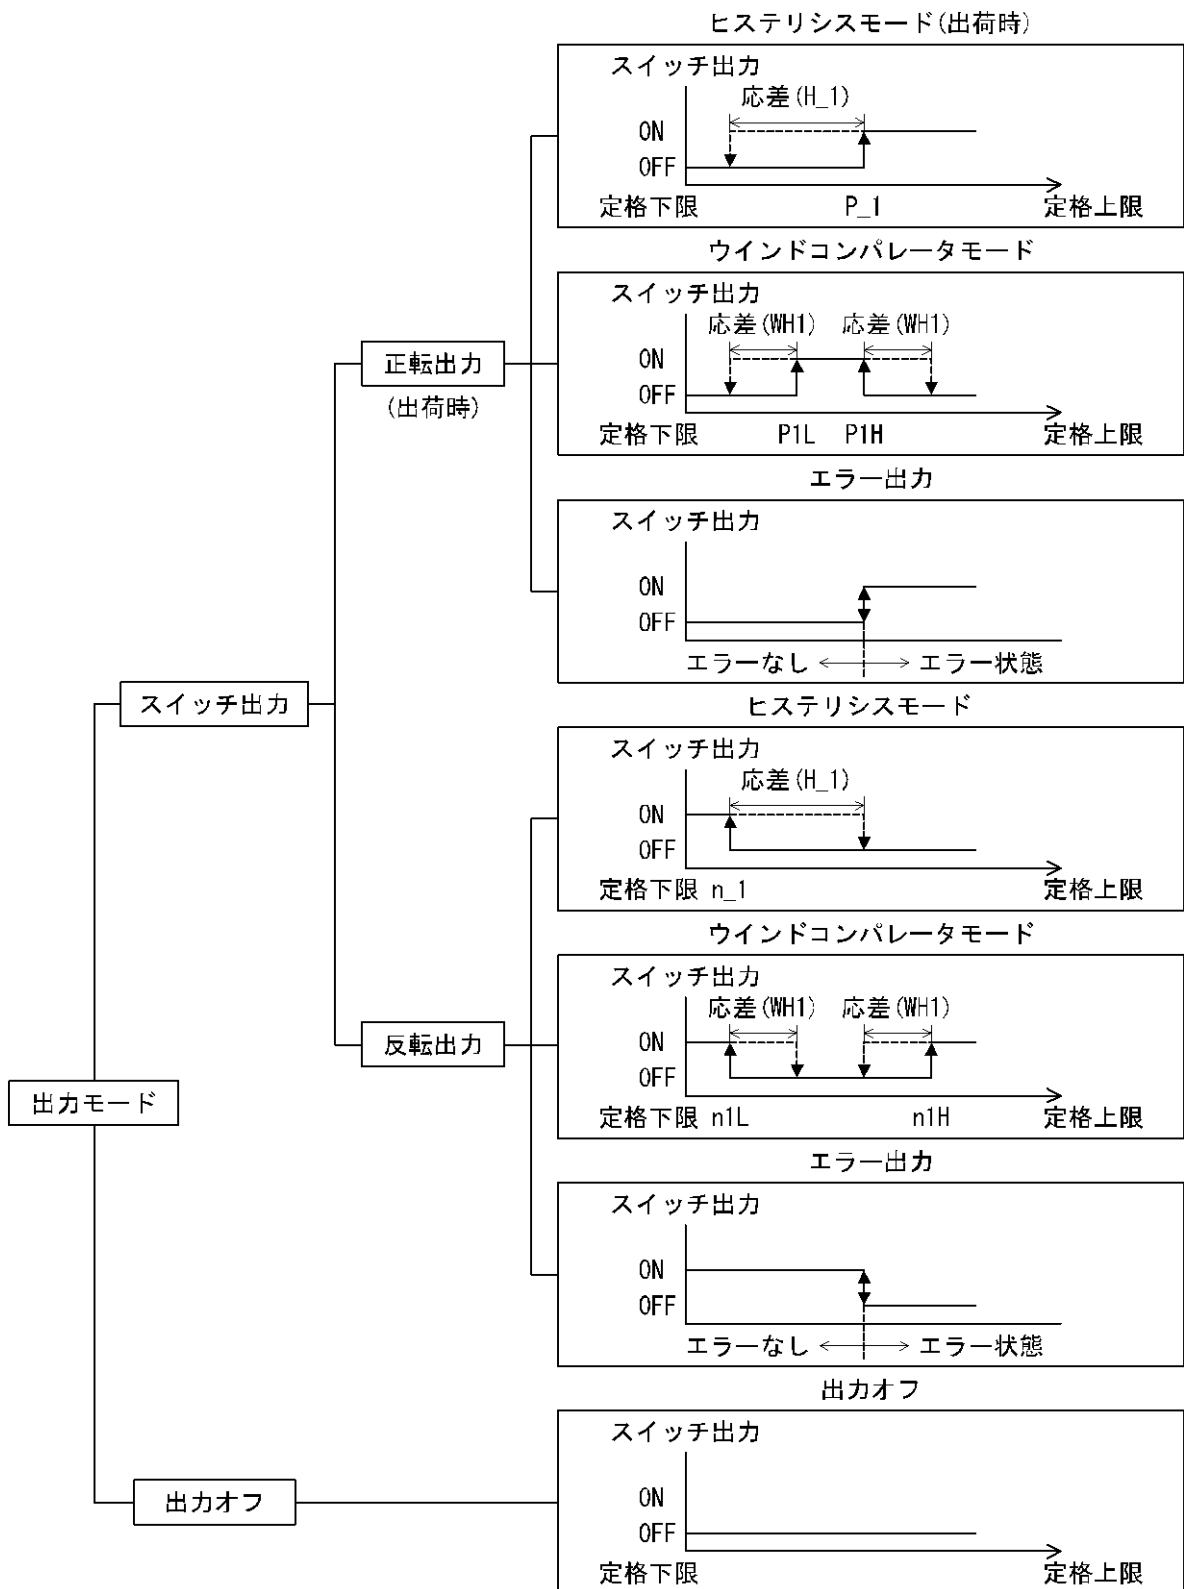 ヒステリシスモード(出荷時)
スイッチ出力
応差(H_1)
ON
OFF
定格下限 P_1 定格上限
ウインドコンパレータモード
スイッチ出力
応差(WH1) 応差(WH1)
ON
OFF
定格下限 P1L P1H 定格上限
正転出力
(出荷時)
エラー出力
スイッチ出力
ON
OFF
エラーなし エラー状態
スイッチ出力
ヒステリシスモード
スイッチ出力
応差(H_1)
ON
OFF
定格下限 n_1 定格上限
ウインドコンパレータモード
スイッチ出力
応差(WH1) 応差(WH1)
ON
OFF
定格下限 n1L n1H 定格上限
反転出力
出力モード
エラー出力
スイッチ出力
ON
OFF
エラーなし エラー状態
出力オフ
スイッチ出力
ON
OFF
定格下限 定格上限
出力オフ